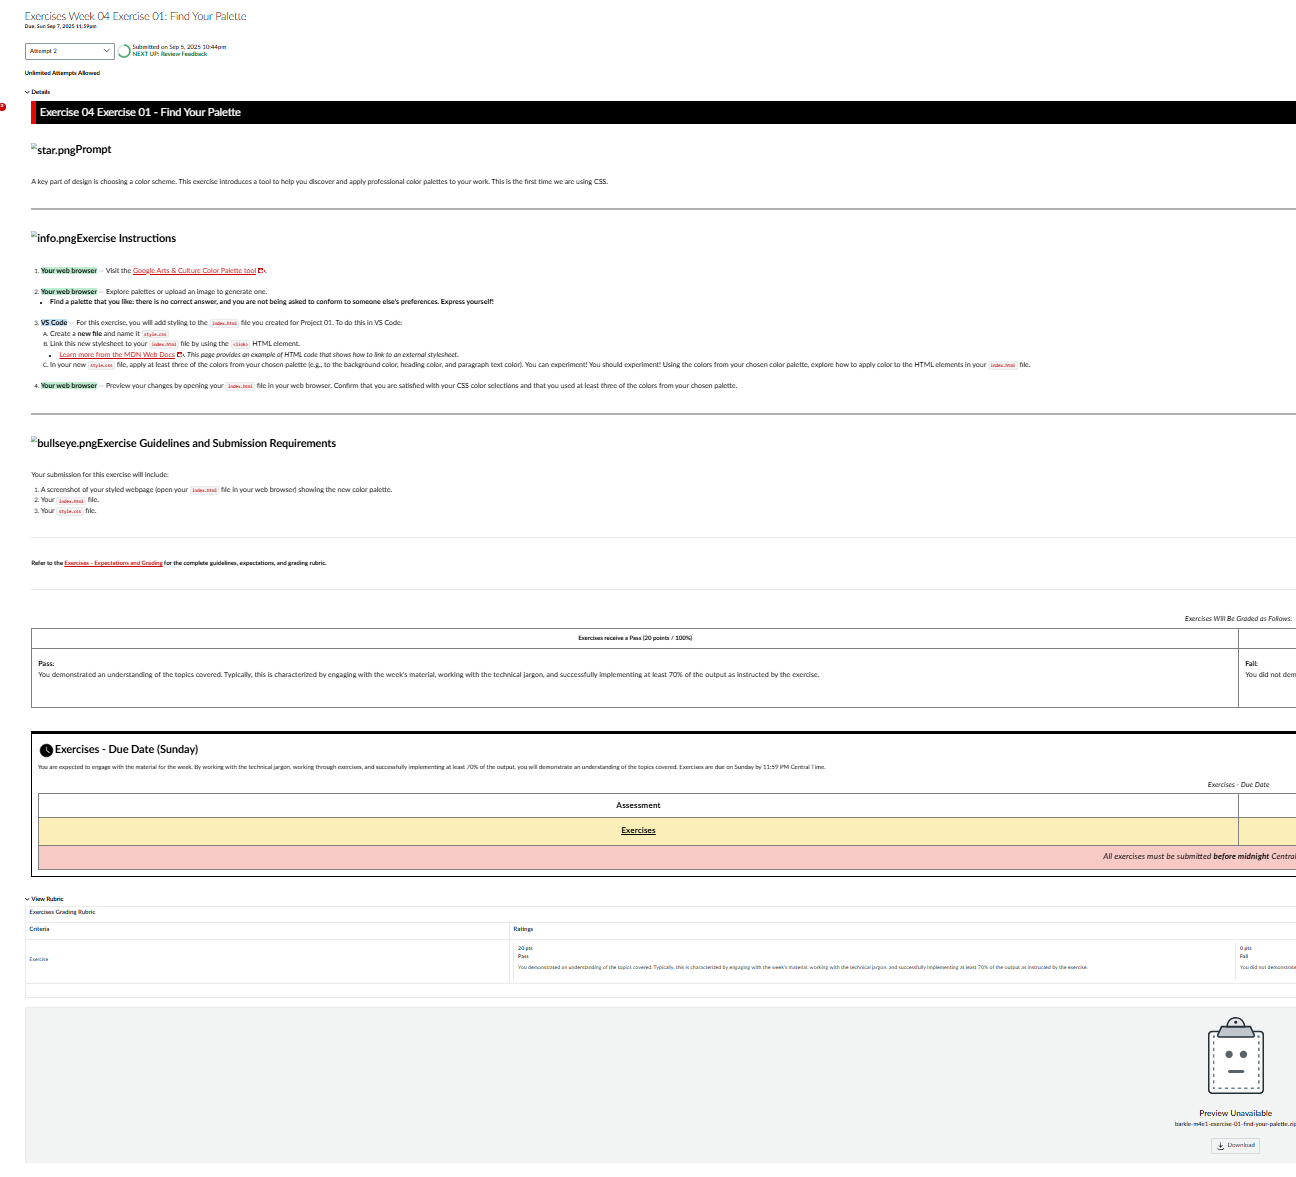 Exercises Week 04 Exercise 01: Find Your Palette
Due: Sun Sep 7, 2025 11:59pm
Attempt 2
Submitted on Sep 5, 2025 10:44pm
NEXT UP: Review Feedback
Unlimited Attempts Allowed
Details
Exercise 04 Exercise 01 - Find Your Palette
star.pngPrompt
A key part of design is choosing a color scheme. This exercise introduces a tool to help you discover and apply professional color palettes to your work. This is the first time we are using CSS.
info.pngExercise Instructions
1. Your web browser — Visit the Google Arts & Culture Color Palette tool.
2. Your web browser — Explore palettes or upload an image to generate one.
• Find a palette that you like: there is no correct answer, and you are not being asked to conform to someone else's preferences. Express yourself!
3. VS Code — For this exercise, you will add styling to the index.html file you created for Project 01. To do this in VS Code:
A. Create a new file and name it style.css
B. Link this new stylesheet to your index.html file by using the <link> HTML element.
• Learn more from the MDN Web Docs. This page provides an example of HTML code that shows how to link to an external stylesheet.
C. In your new style.css file, apply at least three of the colors from your chosen palette (e.g., to the background color, heading color, and paragraph text color). You can experiment! You should experiment! Using the colors from your chosen color palette, explore how to apply color to the HTML elements in your index.html file.
4. Your web browser — Preview your changes by opening your index.html file in your web browser. Confirm that you are satisfied with your CSS color selections and that you used at least three of the colors from your chosen palette.
bullseye.pngExercise Guidelines and Submission Requirements
Your submission for this exercise will include:
1. A screenshot of your styled webpage (open your index.html file in your web browser) showing the new color palette.
2. Your index.html file.
3. Your style.css file.
Refer to the Exercises - Expectations and Grading for the complete guidelines, expectations, and grading rubric.
Exercises Will Be Graded as Follows:
Exercises receive a Pass (20 points / 100%)
Pass:
You demonstrated an understanding of the topics covered. Typically, this is characterized by engaging with the week's material, working with the technical jargon, and successfully implementing at least 70% of the output as instructed by the exercise.
Fail:
You did not dem
Exercises - Due Date (Sunday)
You are expected to engage with the material for the week. By working with the technical jargon, working through exercises, and successfully implementing at least 70% of the output, you will demonstrate an understanding of the topics covered. Exercises are due on Sunday by 11:59 PM Central Time.
Exercises - Due Date
Assessment
Exercises
All exercises must be submitted before midnight Central
View Rubric
Exercises Grading Rubric
Criteria
Ratings
Exercise
20 pts
Pass
You demonstrated an understanding of the topics covered. Typically, this is characterized by engaging with the week's material, working with the technical jargon, and successfully implementing at least 70% of the output as instructed by the exercise.
0 pts
Fail
You did not demonstrate
Preview Unavailable
barkle-m4e1-exercise-01-find-your-palette.zip
Download